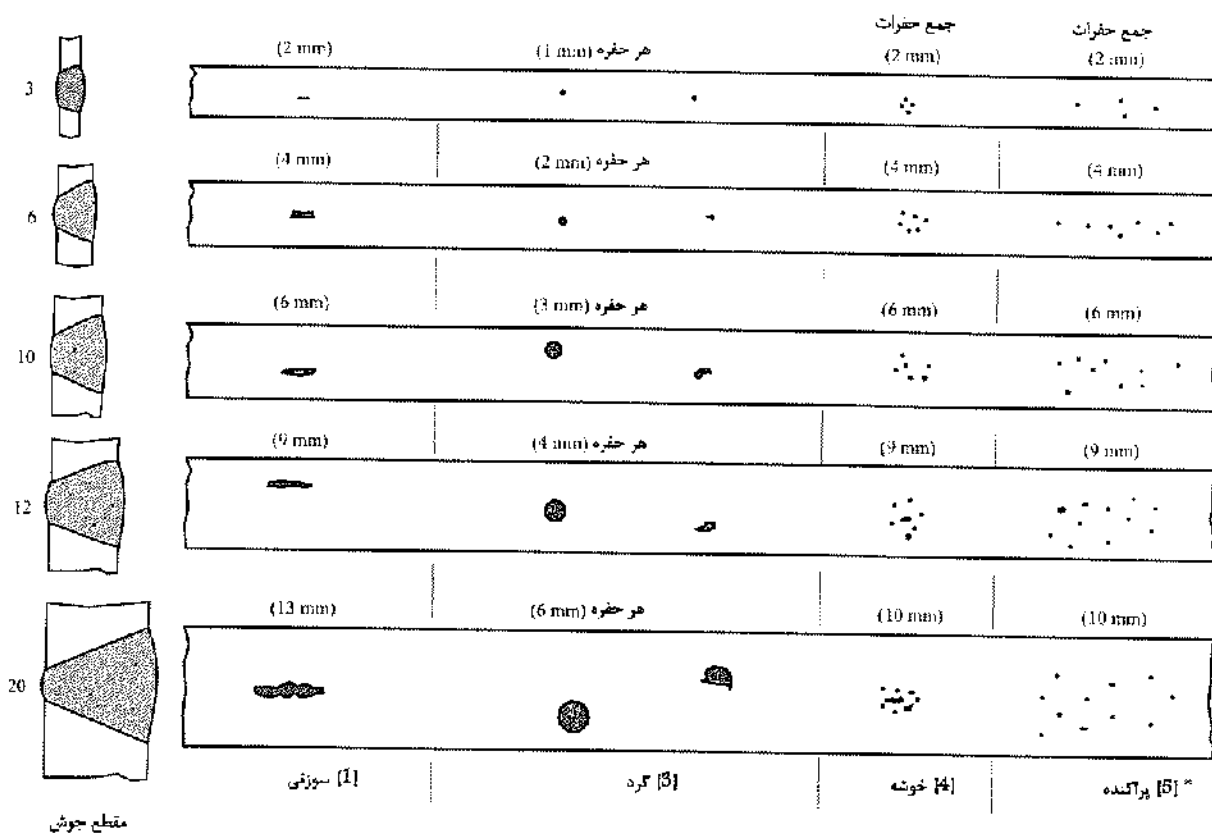 جمع حفرات
جمع حفرات
3
(2 mm)
هر حفره (1 mm)
(2 mm)
(2 mm)
6
(4 mm)
هر حفره (2 mm)
(4 mm)
(4 mm)
10
(6 mm)
هر حفره (3 mm)
(6 mm)
(6 mm)
12
(9 mm)
هر حفره (4 mm)
(9 mm)
(9 mm)
20
(13 mm)
هر حفره (6 mm)
(10 mm)
(10 mm)
[1] سوزنی
[3] گرد
[4] خوشه
* [5] پراکنده
مقطع جوش